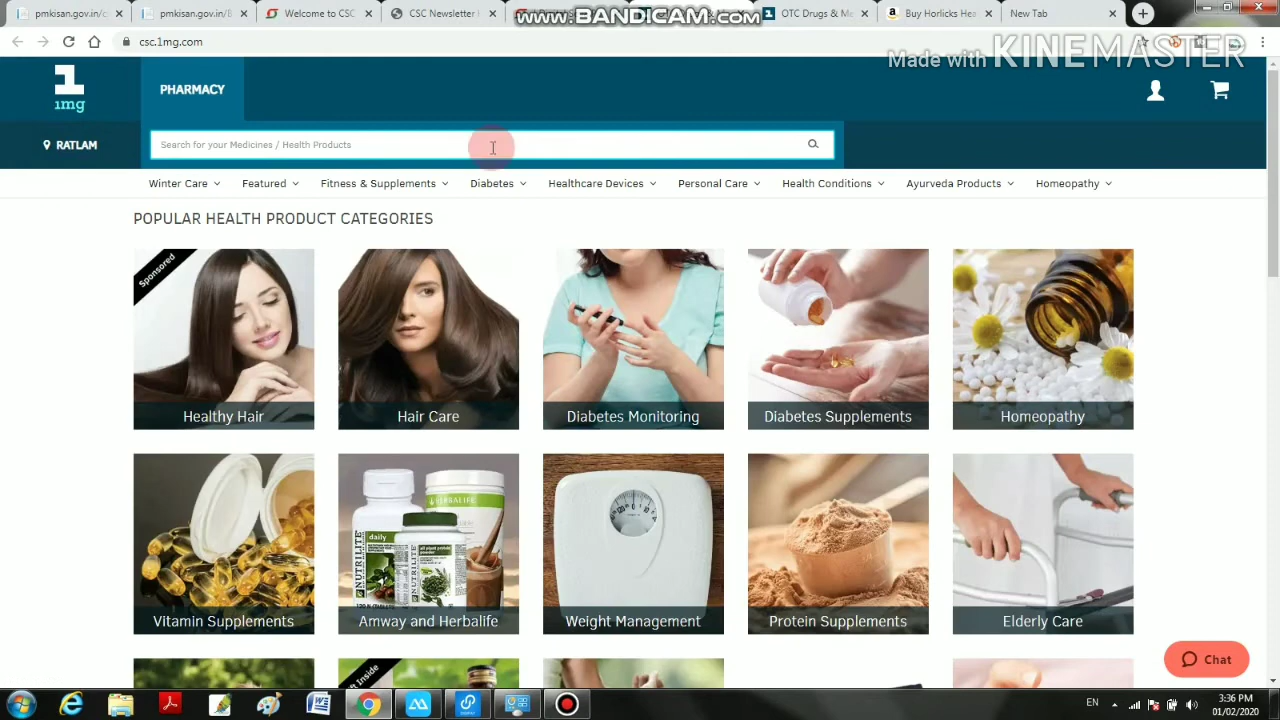 pmkisan.gov.in/c
pmkisan.gov.in/B
Welcome to CSC
CSC Newsletter
OTC Drugs & Me
Buy Horlicks Hea
New Tab
www.BANDICAM.com
csc.1mg.com
Made with KINEMASTER
1mg
PHARMACY
RATLAM
Search for your Medicines / Health Products
Winter Care Featured Fitness & Supplements Diabetes Healthcare Devices Personal Care Health Conditions Ayurveda Products Homeopathy
POPULAR HEALTH PRODUCT CATEGORIES
Sponsored
Healthy Hair
Hair Care
Diabetes Monitoring
Diabetes Supplements
Homeopathy
HERBALIFE
NUTRILITE
daily
NUTRILITE
Vitamin Supplements
Amway and Herbalife
Weight Management
Protein Supplements
Elderly Care
Chat
EN
3:36 PM
01/02/2020